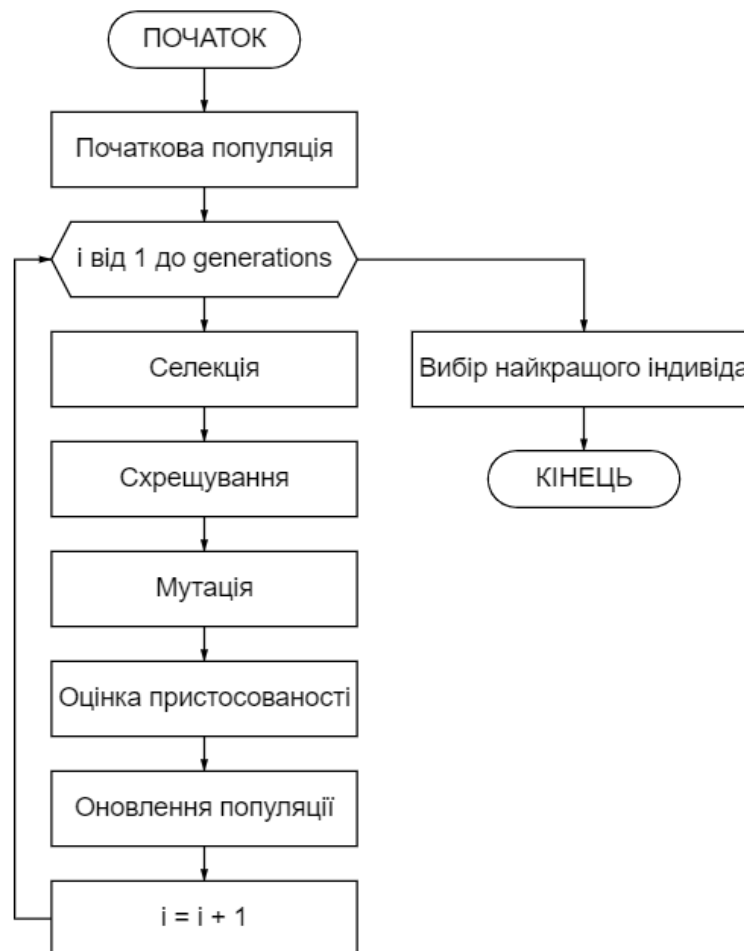 ПОЧАТОК
Початкова популяція
і від 1 до generations
Селекція
Схрещування
Мутація
Оцінка пристосованості
Оновлення популяції
і = і + 1
Вибір найкращого індивіда
КІНЕЦЬ